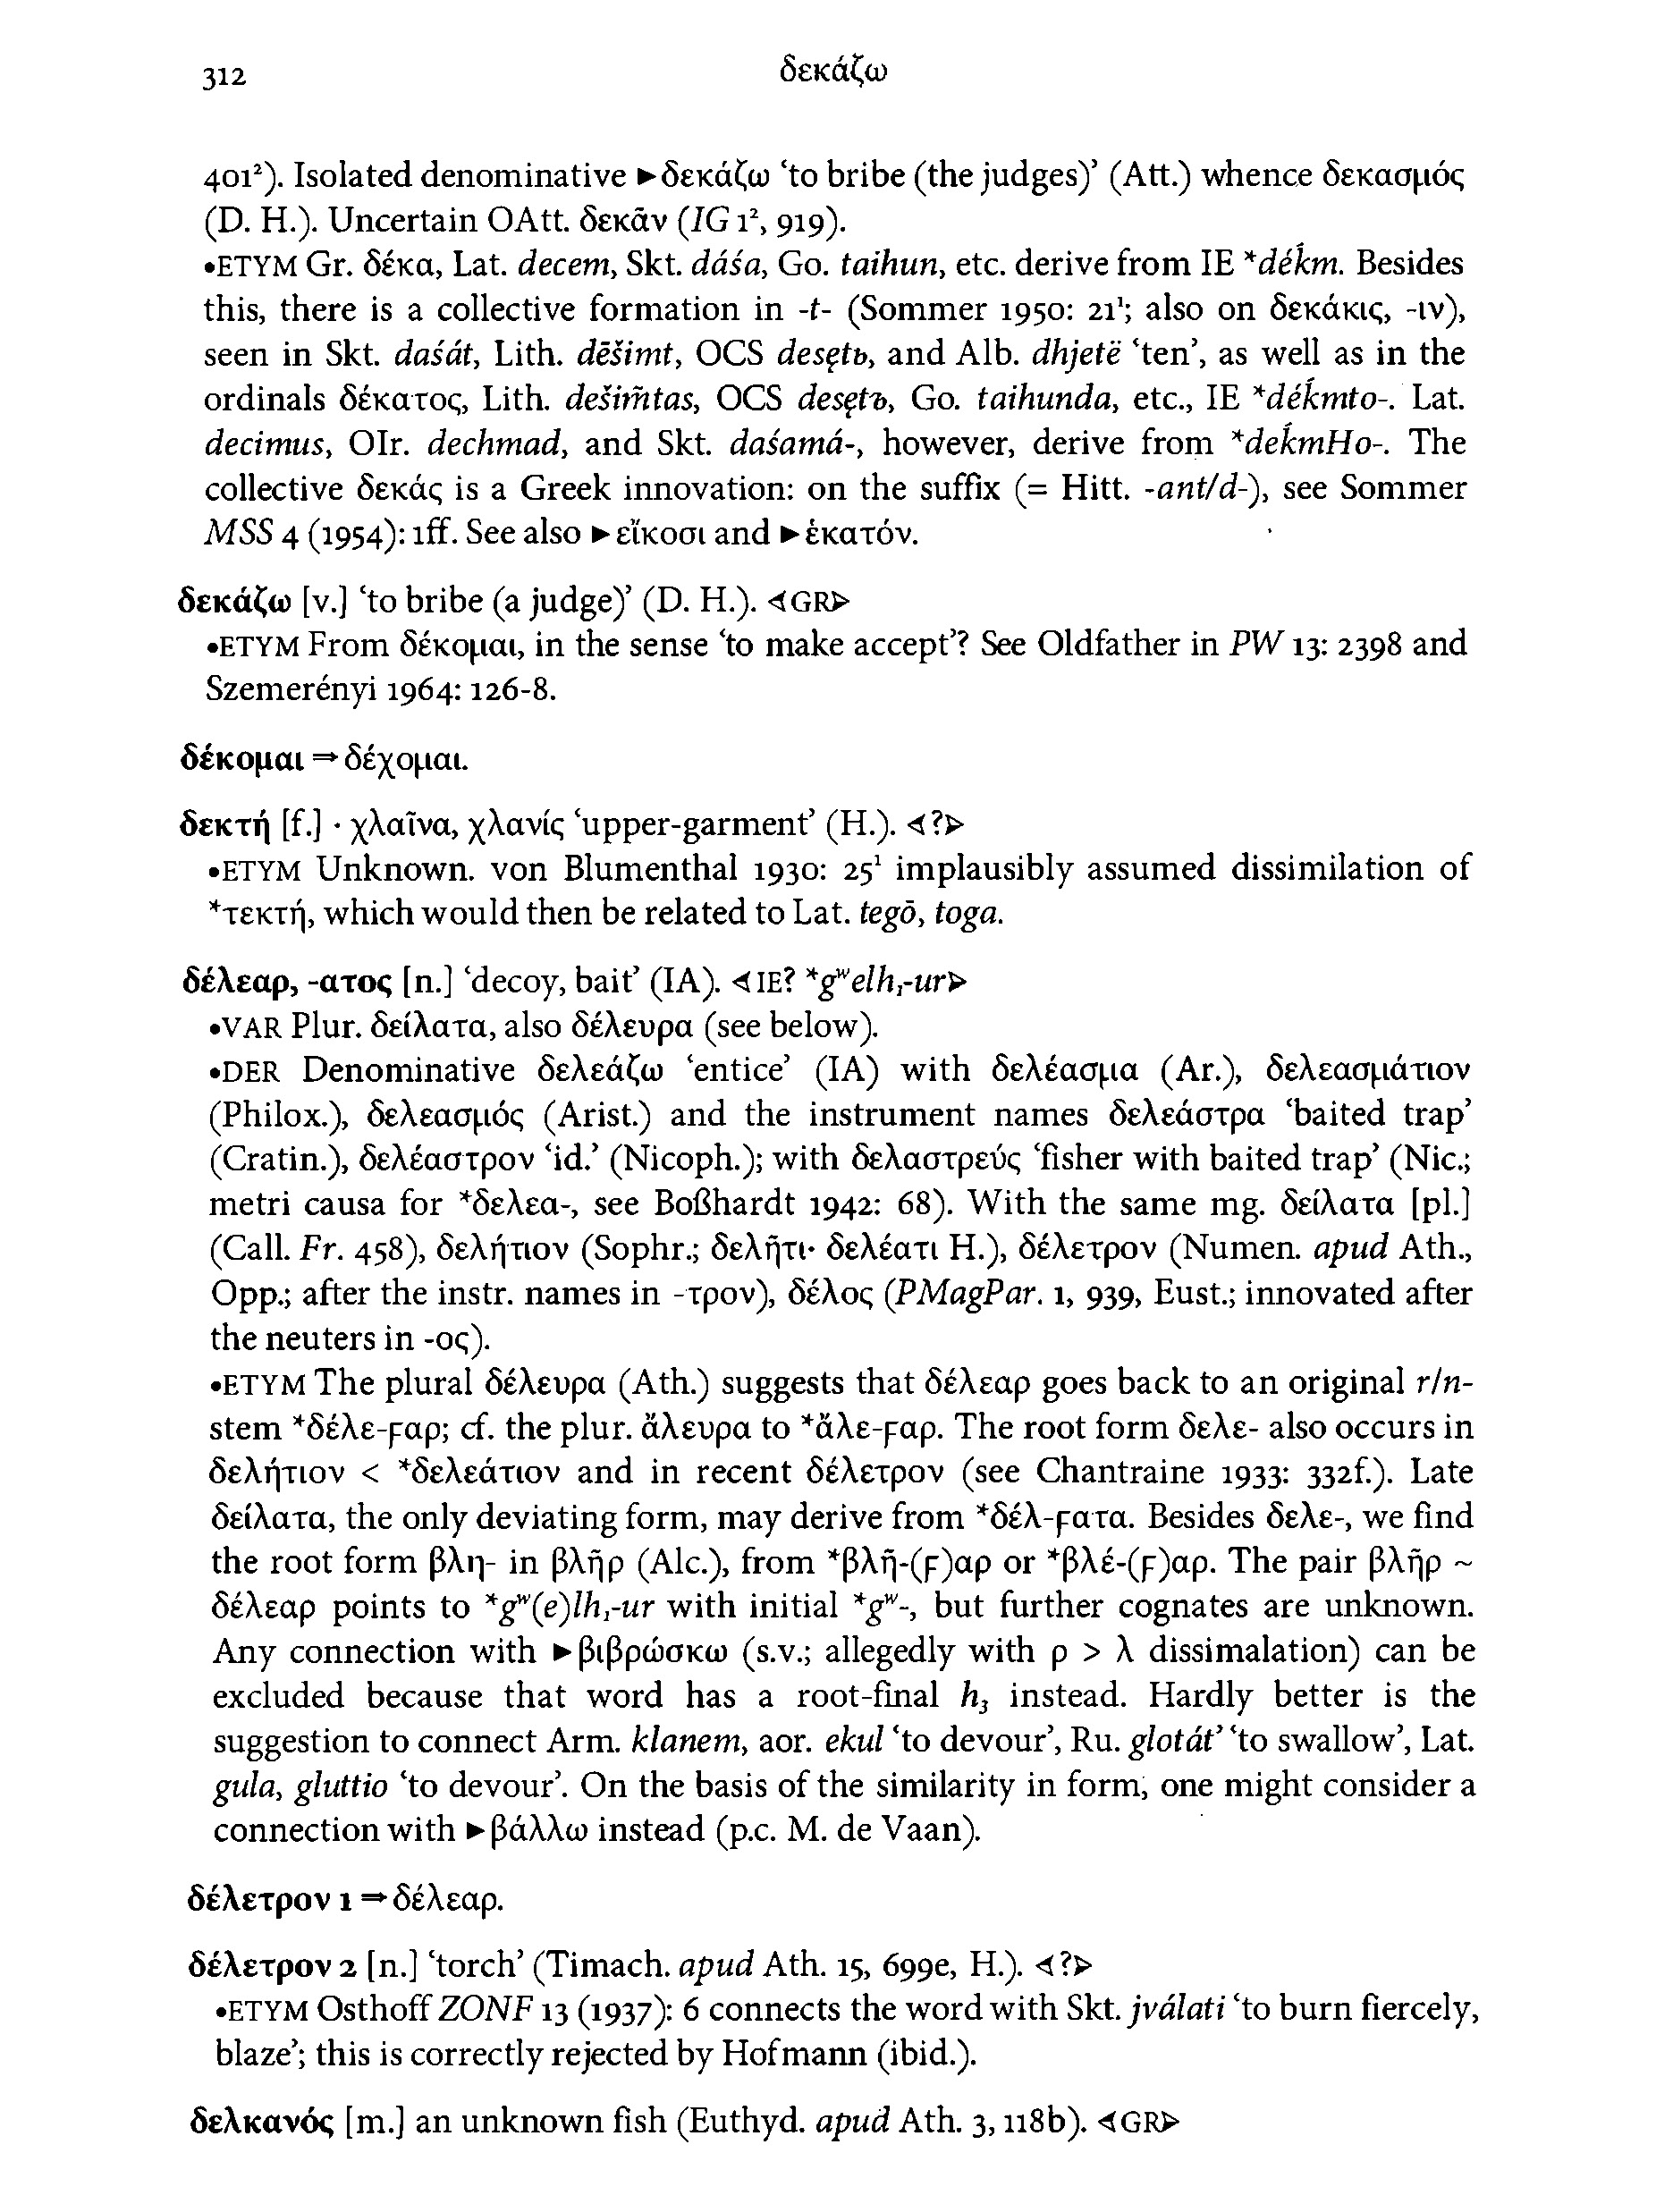 312
δεκάζω
401²). Isolated denominative ►δεκάζω ‘to bribe (the judges)’ (Att.) whence δεκασμός
(D. H.). Uncertain OAtt. δεκᾶν (IG 1², 919).
•ETYM Gr. δέκα, Lat. decem, Skt. dáśa, Go. taihun, etc. derive from IE *déḱm. Besides
this, there is a collective formation in -t- (Sommer 1950: 21¹; also on δεκάκις, -ιν),
seen in Skt. daśát, Lith. dẽšimt, OCS desętь, and Alb. dhjetë ‘ten’, as well as in the
ordinals δέκατος, Lith. dešim̃tas, OCS desętъ, Go. taihunda, etc., IE *déḱmto-. Lat.
decimus, OIr. dechmad, and Skt. daśamá-, however, derive from *deḱmHo-. The
collective δεκάς is a Greek innovation: on the suffix (= Hitt. -ant/d-), see Sommer
MSS 4 (1954): 1ff. See also ►εἴκοσι and ►ἑκατόν.
δεκάζω [v.] ‘to bribe (a judge)’ (D. H.). ◄GR►
•ETYM From δέκομαι, in the sense ‘to make accept’? See Oldfather in PW 13: 2398 and
Szemerényi 1964: 126-8.
δέκομαι ⇒ δέχομαι.
δεκτή [f.] · χλαῖνα, χλανίς ‘upper-garment’ (H.). ◄?►
•ETYM Unknown. von Blumenthal 1930: 25¹ implausibly assumed dissimilation of
*τεκτή, which would then be related to Lat. tegō, toga.
δέλεαρ, -ατος [n.] ‘decoy, bait’ (IA). ◄IE? *gʷelh₁-ur►
•VAR Plur. δείλατα, also δέλευρα (see below).
•DER Denominative δελεάζω ‘entice’ (IA) with δελέασμα (Ar.), δελεασμάτιον
(Philox.), δελεασμός (Arist.) and the instrument names δελεάστρα ‘baited trap’
(Cratin.), δελέαστρον ‘id.’ (Nicoph.); with δελαστρεύς ‘fisher with baited trap’ (Nic.;
metri causa for *δελεα-, see Boßhardt 1942: 68). With the same mg. δείλατα [pl.]
(Call. Fr. 458), δελήτιον (Sophr.; δελῆτι· δελέατι H.), δέλετρον (Numen. apud Ath.,
Opp.; after the instr. names in -τρον), δέλος (PMagPar. 1, 939, Eust.; innovated after
the neuters in -ος).
•ETYM The plural δέλευρα (Ath.) suggests that δέλεαρ goes back to an original r/n-
stem *δέλε-ϝαρ; cf. the plur. ἄλευρα to *ἄλε-ϝαρ. The root form δελε- also occurs in
δελήτιον < *δελεάτιον and in recent δέλετρον (see Chantraine 1933: 332f.). Late
δείλατα, the only deviating form, may derive from *δέλ-ϝατα. Besides δελε-, we find
the root form βλη- in βλῆρ (Alc.), from *βλῆ-(ϝ)αρ or *βλέ-(ϝ)αρ. The pair βλῆρ ~
δέλεαρ points to *gʷ(e)lh₁-ur with initial *gʷ-, but further cognates are unknown.
Any connection with ►βιβρώσκω (s.v.; allegedly with ρ > λ dissimalation) can be
excluded because that word has a root-final h₃ instead. Hardly better is the
suggestion to connect Arm. klanem, aor. ekul ‘to devour’, Ru. glotát’ ‘to swallow’, Lat.
gula, gluttio ‘to devour’. On the basis of the similarity in form, one might consider a
connection with ►βάλλω instead (p.c. M. de Vaan).
δέλετρον 1 ⇒ δέλεαρ.
δέλετρον 2 [n.] ‘torch’ (Timach. apud Ath. 15, 699e, H.). ◄?►
•ETYM Osthoff ZONF 13 (1937): 6 connects the word with Skt. jválati ‘to burn fiercely,
blaze’; this is correctly rejected by Hofmann (ibid.).
δελκανός [m.] an unknown fish (Euthyd. apud Ath. 3, 118b). ◄GR►